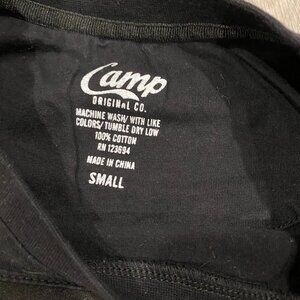 Camp
ORIGINAL CO.
MACHINE WASH/ WITH LIKE
COLORS/ TUMBLE DRY LOW
100% COTTON
RN 123694
MADE IN CHINA
SMALL